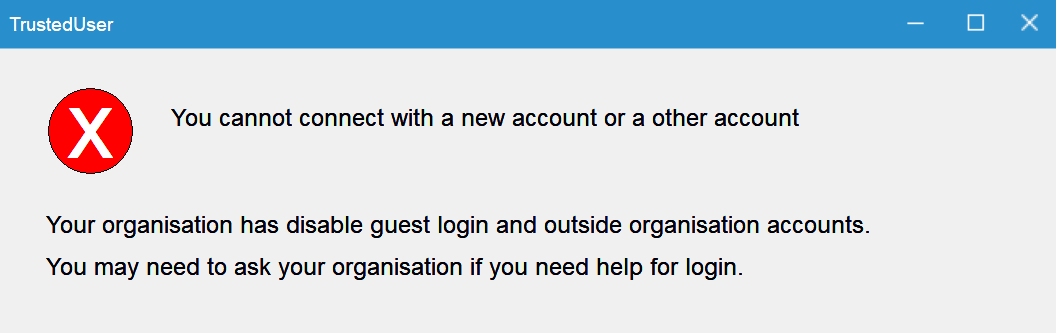 TrustedUser
X
You cannot connect with a new account or a other account
Your organisation has disable guest login and outside organisation accounts.
You may need to ask your organisation if you need help for login.